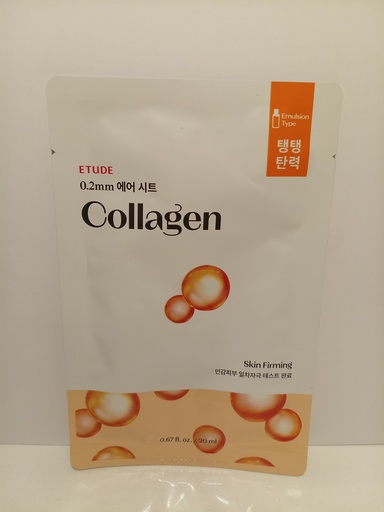 Emulsion
Type
탱탱
탄력
ETUDE
0.2mm 에어 시트
Collagen
Skin Firming
민감피부 일차자극 테스트 완료
0.67 fl. oz. / 20 ml